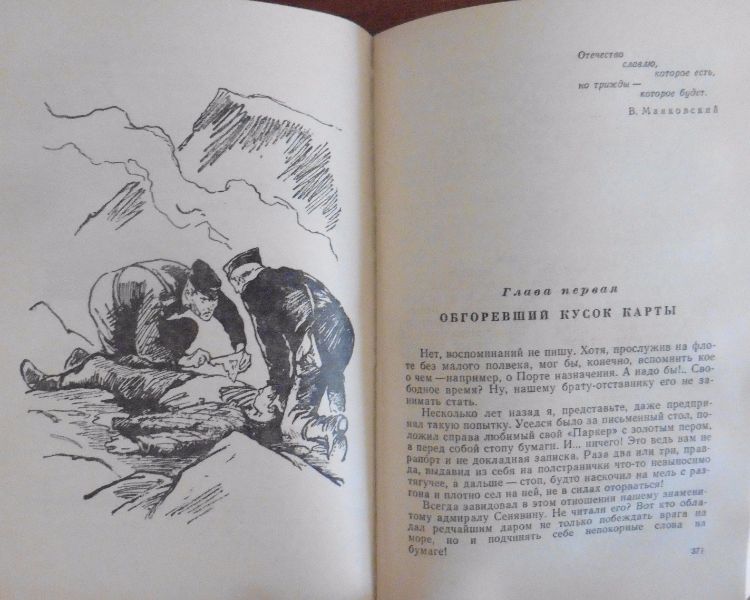 Отечество
славлю,
которое есть,
но трижды —
которое будет.
В. Маяковский
Глава первая
ОБГОРЕВШИЙ КУСОК КАРТЫ
Нет, воспоминаний не пишу. Хотя, прослужив на фло-
те без малого полвека, мог бы, конечно, вспомнить кое
о чем — например, о Порте назначения. А надо бы!.. Сво-
бодное время? Ну, нашему брату-отставнику его не за-
нимать стать.
Несколько лет назад я, представьте, даже предпри-
нял такую попытку. Уселся было за письменный стол, по-
ложил справа любимый свой «Паркер» с золотым пером,
а перед собой стопу бумаги. И... ничего! Это ведь вам не
рапорт и не докладная записка. Раза два или три, прав-
да, выдавил из себя на полстранички что-то невыносимо
тягучее, а дальше — стоп, будто наскочил на мель с раз-
гона и плотно сел на ней, не в силах оторваться!
Всегда завидовал в этом отношении нашему знамени-
тому адмиралу Сенявину. Не читали его? Вот кто обла-
дал редчайшим даром не только побеждать врага на
море, но и подчинять себе непокорные слова на
бумаге!